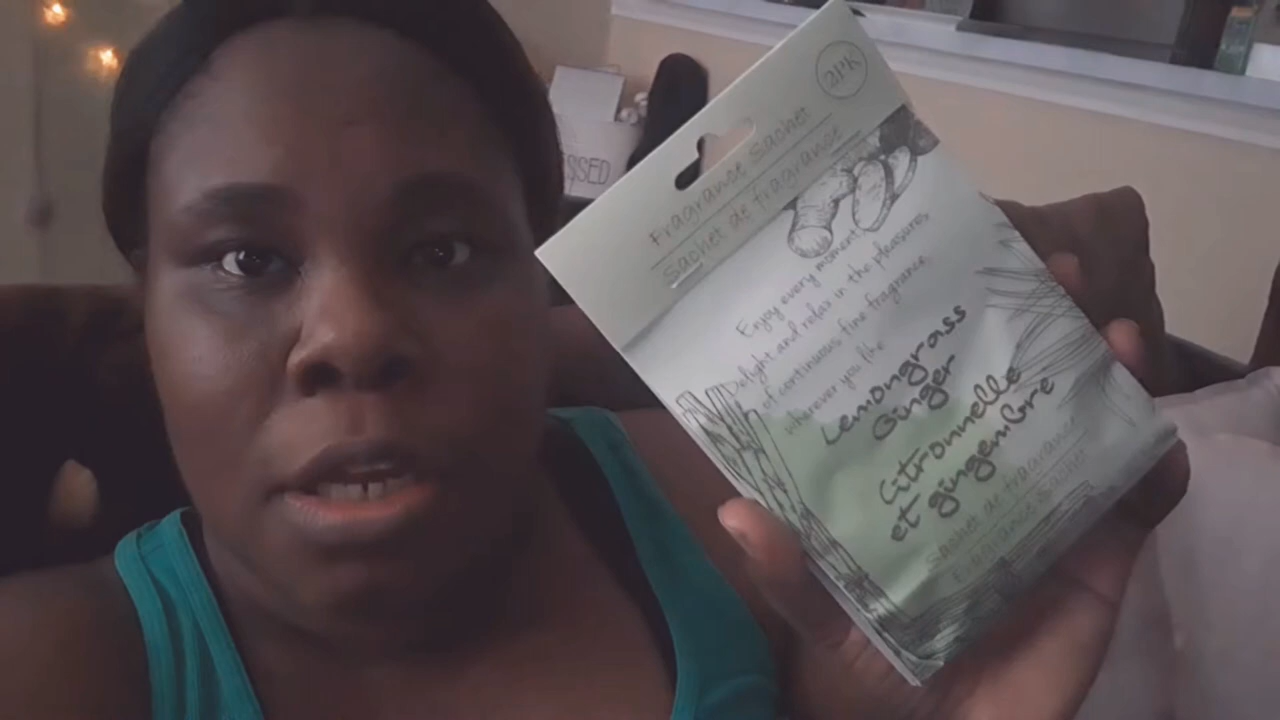 2PK
Fragrance sachet
sachet de fragrance
Enjoy every moment.
Delight and relax in the pleasures
of continuous fine fragrance,
wherever you like
Lemongrass
Ginger
Citronnelle
et gingembre
sachet de fragrance
Fragrance sachet
ESSED